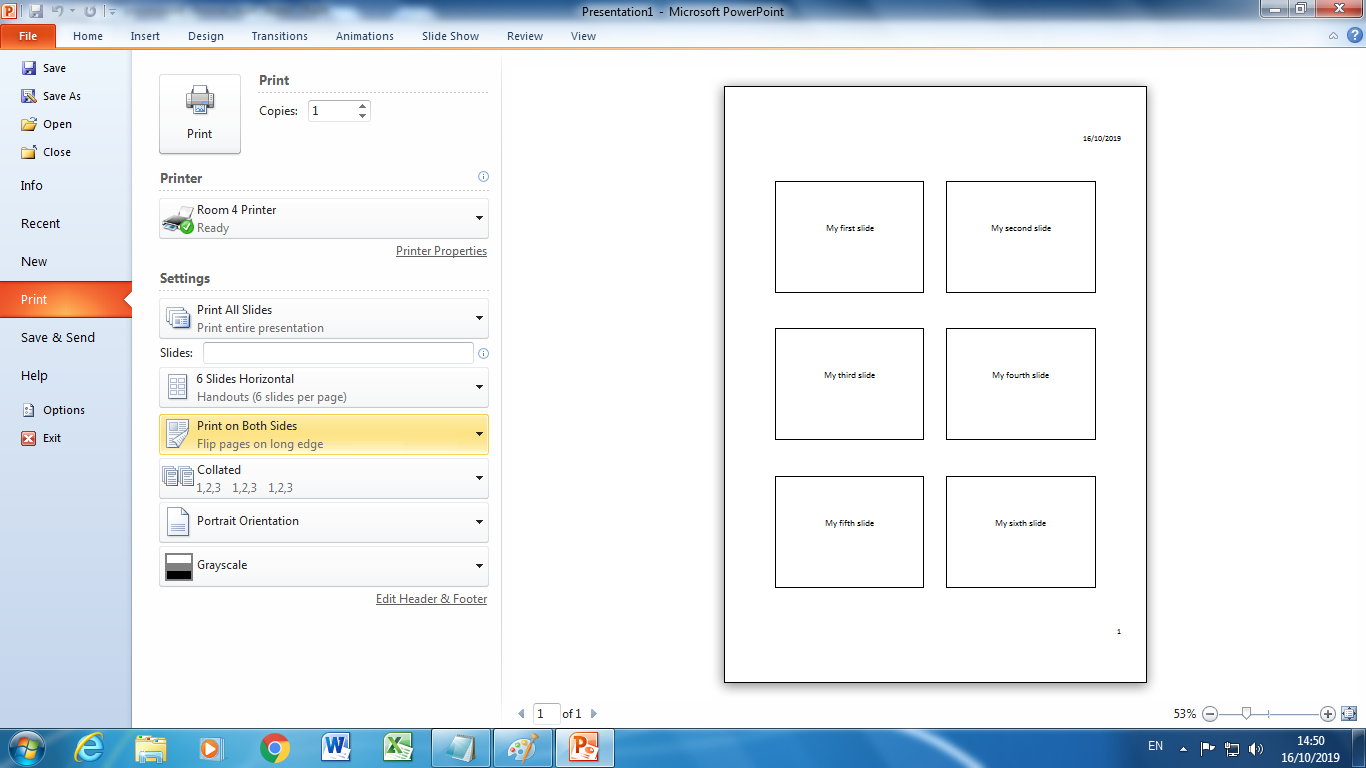 Presentation1 - Microsoft PowerPoint
File Home Insert Design Transitions Animations Slide Show Review View
Save
Save As
Open
Close
Info
Recent
New
Print
Save & Send
Help
Options
Exit
Print
Print
Copies: 1
Printer
Room 4 Printer
Ready
Printer Properties
Settings
Print All Slides
Print entire presentation
Slides:
6 Slides Horizontal
Handouts (6 slides per page)
Print on Both Sides
Flip pages on long edge
Collated
1,2,3 1,2,3 1,2,3
Portrait Orientation
Grayscale
Edit Header & Footer
16/10/2019
My first slide My second slide
My third slide My fourth slide
My fifth slide My sixth slide
1
1 of 1
53%
EN
14:50
16/10/2019